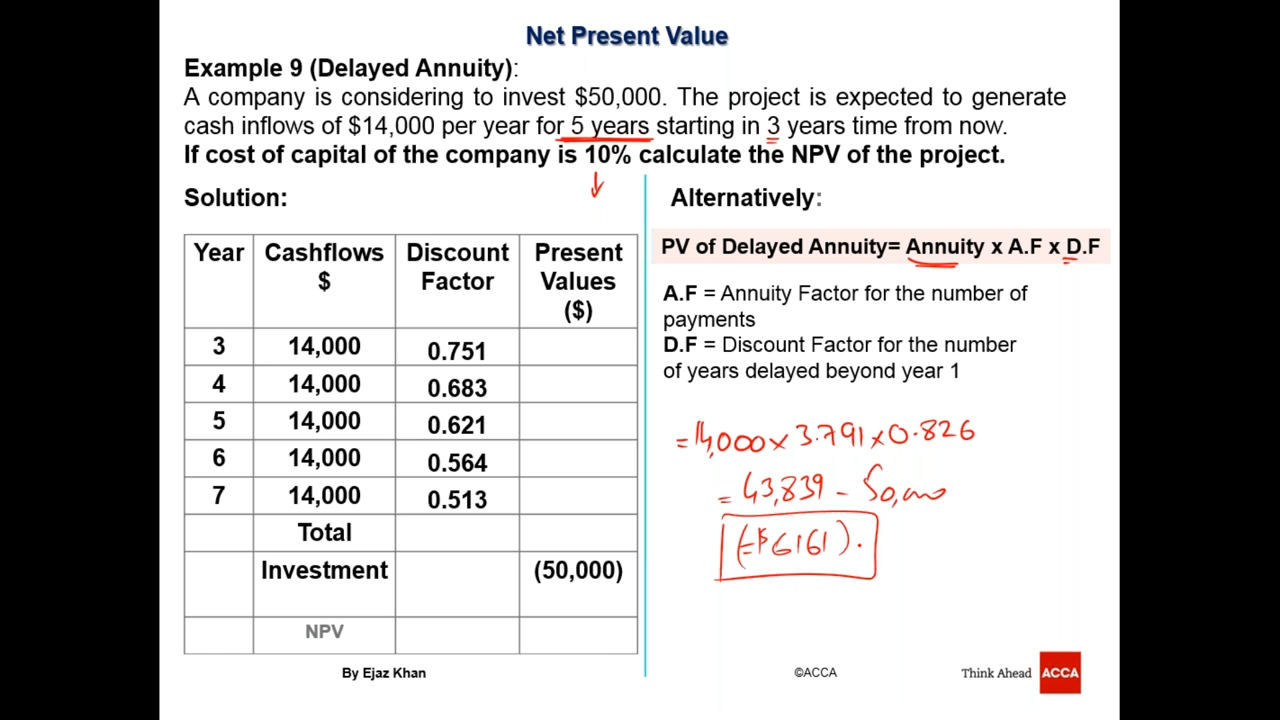 Net Present Value
Example 9 (Delayed Annuity):
A company is considering to invest $50,000. The project is expected to generate
cash inflows of $14,000 per year for 5 years starting in 3 years time from now.
If cost of capital of the company is 10% calculate the NPV of the project.
Solution:
Year Cashflows $ Discount Factor Present Values ($)
3 14,000 0.751
4 14,000 0.683
5 14,000 0.621
6 14,000 0.564
7 14,000 0.513
Total
Investment (50,000)
NPV
Alternatively:
PV of Delayed Annuity= Annuity x A.F x D.F
A.F = Annuity Factor for the number of
payments
D.F = Discount Factor for the number
of years delayed beyond year 1
= 14,000 x 3.791 x 0.826
= 43,839 - 50,000
(-$6161).
By Ejaz Khan
©ACCA
Think Ahead ACCA